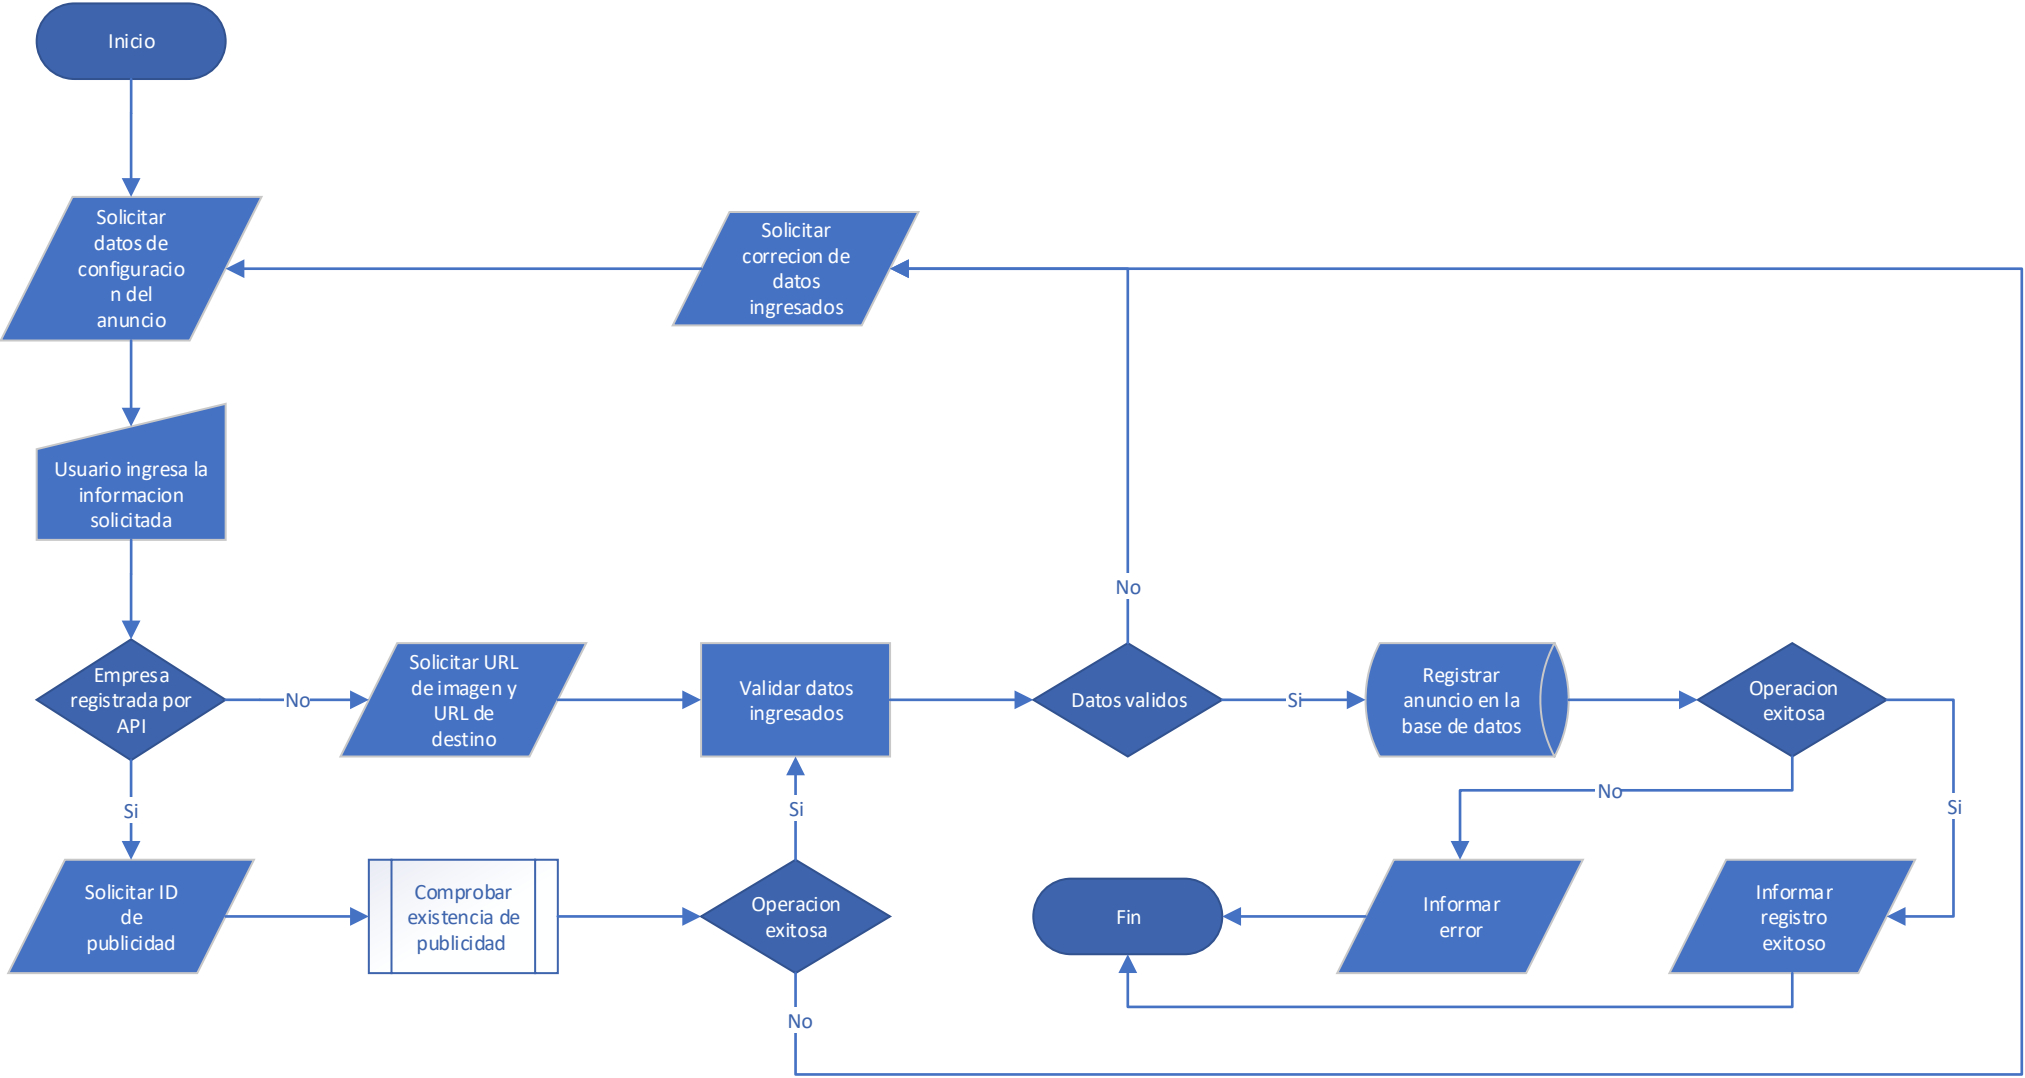 Inicio
Solicitar
datos de
configuracio
n del
anuncio
Solicitar
correcion de
datos
ingresados
Usuario ingresa la
informacion
solicitada
No
Empresa
registrada por
API
No
Solicitar URL
de imagen y
URL de
destino
Validar datos
ingresados
Datos validos
Si
Registrar
anuncio en la
base de datos
Operacion
exitosa
No
Si
Si
Si
Solicitar ID
de
publicidad
Comprobar
existencia de
publicidad
Operacion
exitosa
Fin
Informar
error
Informar
registro
exitoso
No